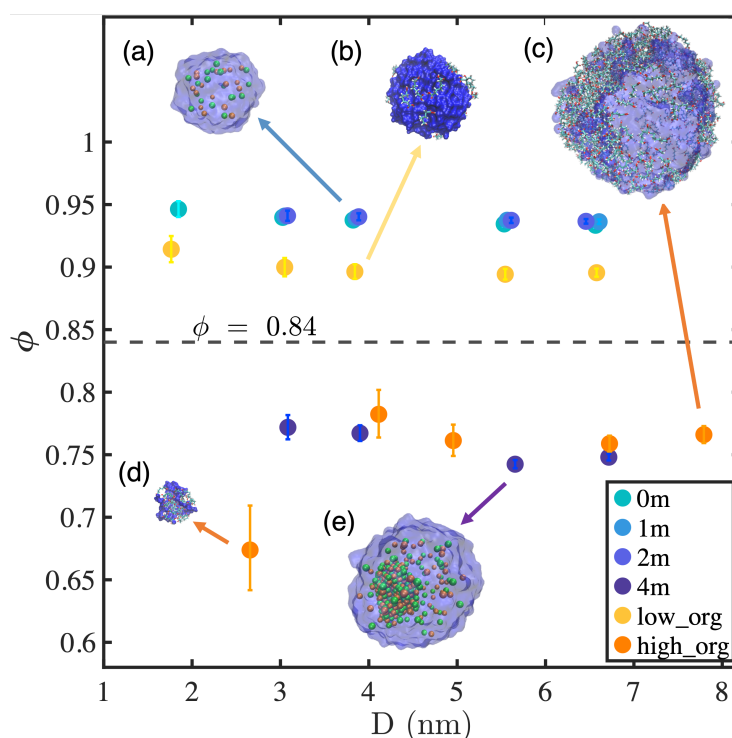 (a)
(b)
(c)
1
0.95
0.9
0.85
ϕ = 0.84
ϕ
0.8
0.75
(d)
0.7
(e)
0.65
0.6
0m
1m
2m
4m
low_org
high_org
1 2 3 4 5 6 7 8
D (nm)